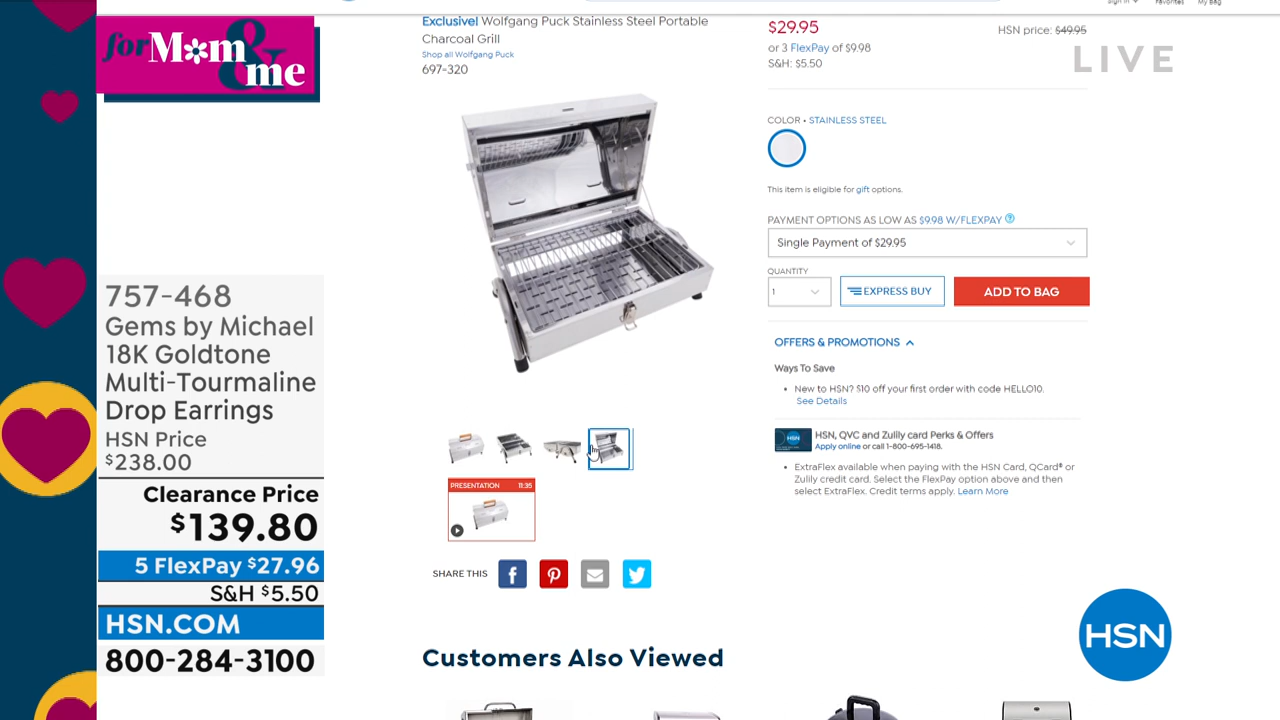 Sign in
Favorites
My Bag
for Mom
&
me
Exclusive! Wolfgang Puck Stainless Steel Portable
Charcoal Grill
Shop all Wolfgang Puck
697-320
$29.95
HSN price: $49.95
or 3 FlexPay of $9.98
S&H: $5.50
LIVE
COLOR • STAINLESS STEEL
This item is eligible for gift options.
PAYMENT OPTIONS AS LOW AS $9.98 W/FLEXPAY ?
Single Payment of $29.95
QUANTITY
1
EXPRESS BUY
ADD TO BAG
OFFERS & PROMOTIONS
Ways To Save
• New to HSN? $10 off your first order with code HELLO10.
See Details
HSN
HSN, QVC and Zulily card Perks & Offers
Apply online or call 1-800-695-1418.
• ExtraFlex available when paying with the HSN Card, QCard® or
Zulily credit card. Select the FlexPay option above and then
select ExtraFlex. Credit terms apply. Learn More
PRESENTATION 11:35
SHARE THIS
Customers Also Viewed
757-468
Gems by Michael
18K Goldtone
Multi-Tourmaline
Drop Earrings
HSN Price
$238.00
Clearance Price
$139.80
5 FlexPay $27.96
S&H $5.50
HSN.COM
800-284-3100
HSN